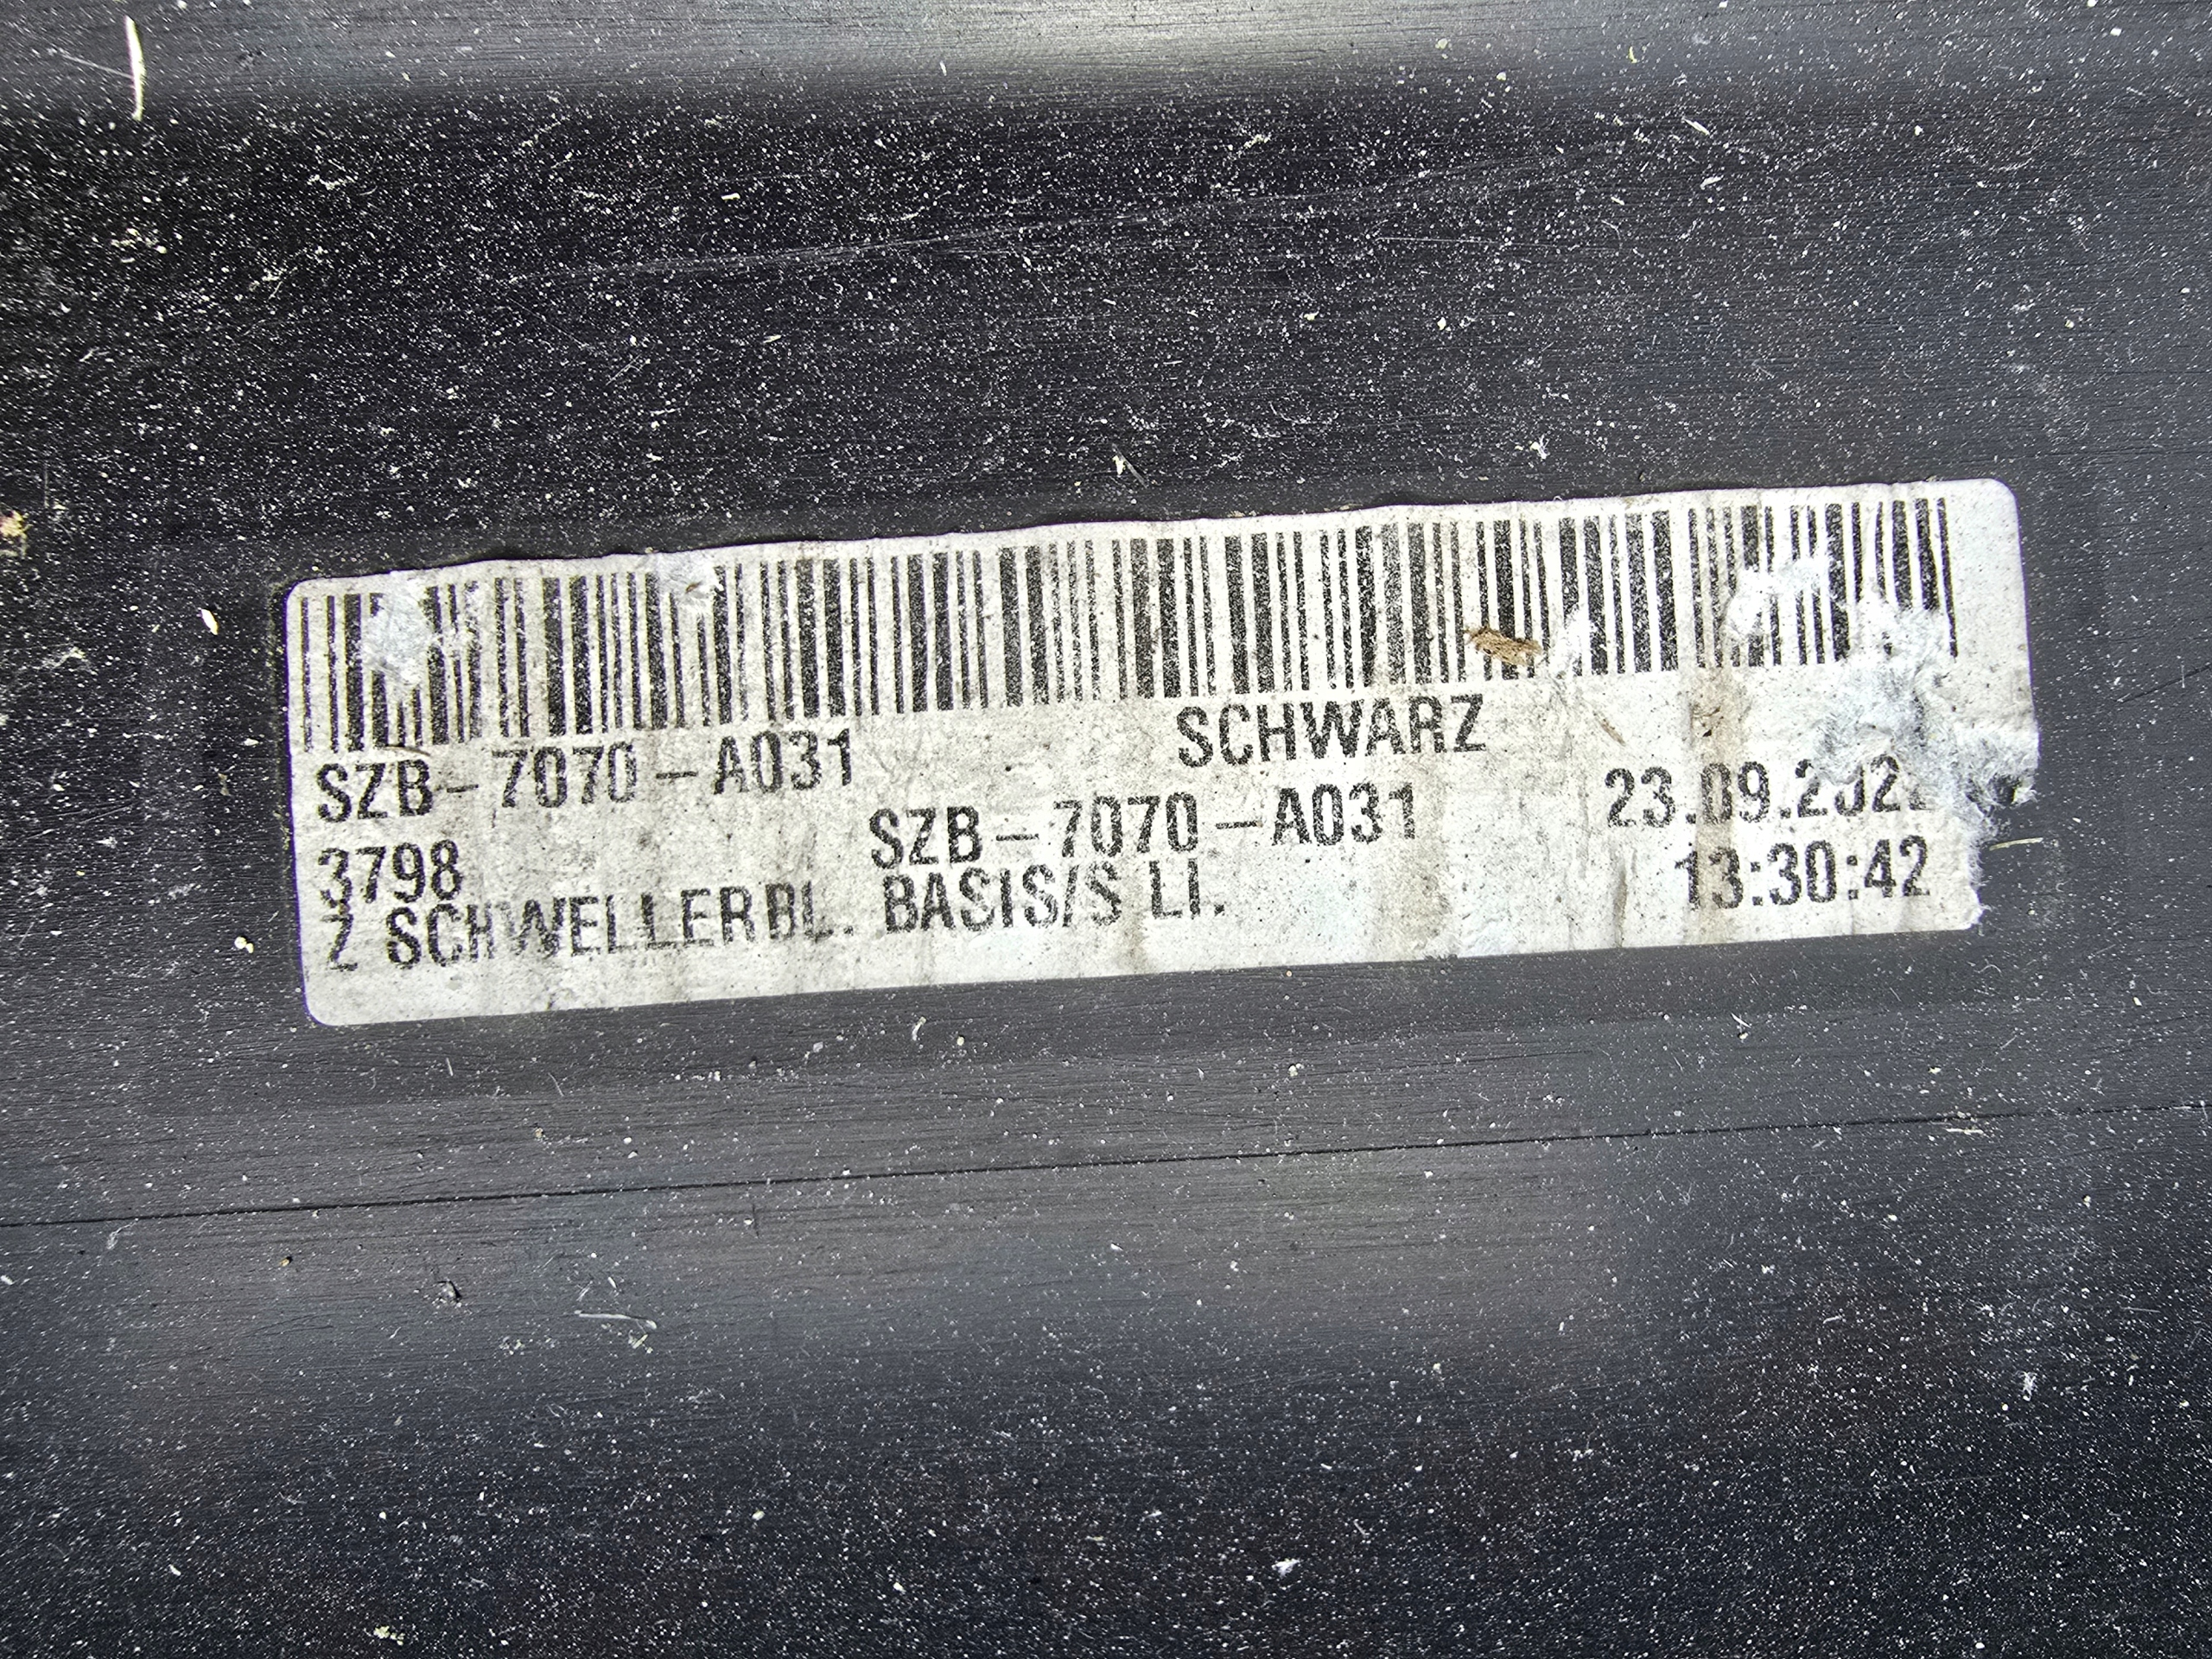 SZB-7070-A031 SCHWARZ
3798 SZB-7070-A031
Z SCHWELLERBL. BASIS/S LI. 13:30:42